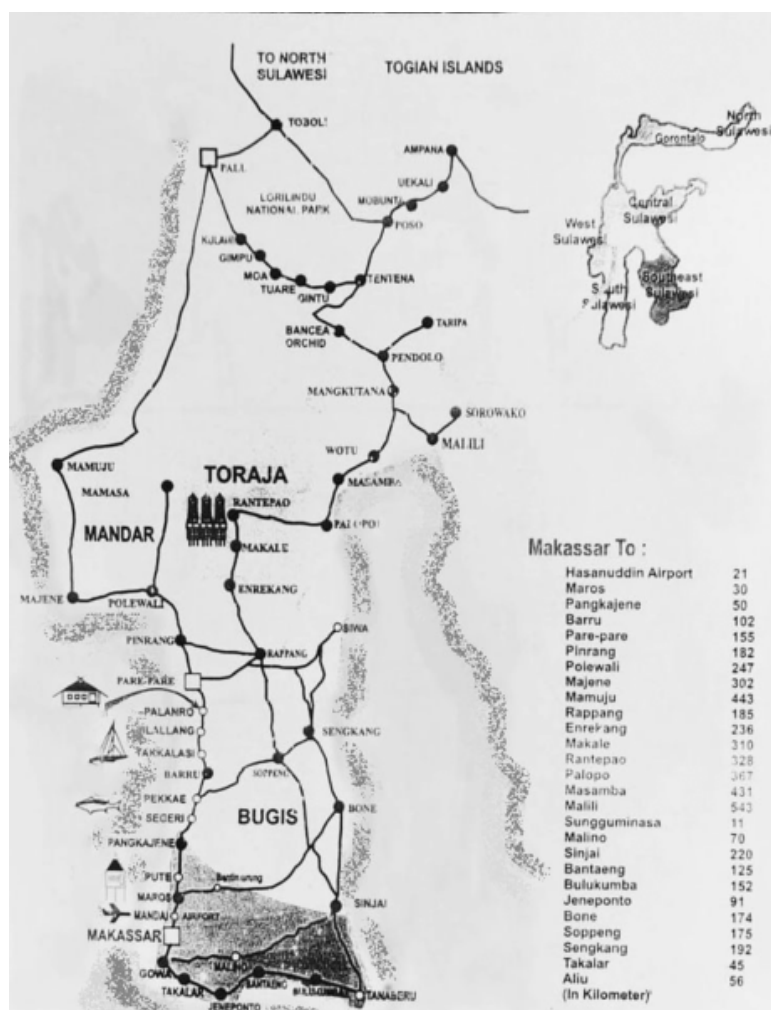 TO NORTH
SULAWESI
TOGIAN ISLANDS
TOBOLI
AMPANA
UEKALI
POSO
NATIONAL PARK
GIMPU
MOA
TUARE
GINTU
TENTENA
BANCEA
ORCHID
TARIPA
PENDOLO
MANGKUTANA
SOROWAKO
MALILI
WOTU
MASAMBA
MAMUJU
MAMASA
TORAJA
RANTEPAO
MANDAR
MAKALE
ENREKANG
MAJENE
POLEWALI
SIWA
PINRANG
RAPPANG
PARE-PARE
PALANRO
LALLANG
TAKKALASI
SENGKANG
SOPPENG
BARRU
PEKKAE
SEGERI
BUGIS
BONE
PANGKAJENE
PUTE
MAROS
SINJAI
MANDAI
AIRPORT
MAKASSAR
GOWA
MALINO
TAKALAR
BANTAENG
JENEPONTO
TANABERU
North
Sulawesi
Gorontalo
Central
Sulawesi
West
Sulawesi
South
Sulawesi
Southeast
Sulawesi
Makassar To :
Hasanuddin Airport 21
Maros 30
Pangkajene 50
Barru 102
Pare-pare 155
Pinrang 182
Polewali 247
Majene 302
Mamuju 443
Rappang 185
Enrekang 236
Makale 310
Rantepao 328
Palopo 367
Masamba 431
Malili 543
Sungguminasa 11
Malino 70
Sinjai 220
Bantaeng 125
Bulukumba 152
Jeneponto 91
Bone 174
Soppeng 175
Sengkang 192
Takalar 45
Aliu 56
(In Kilometer)